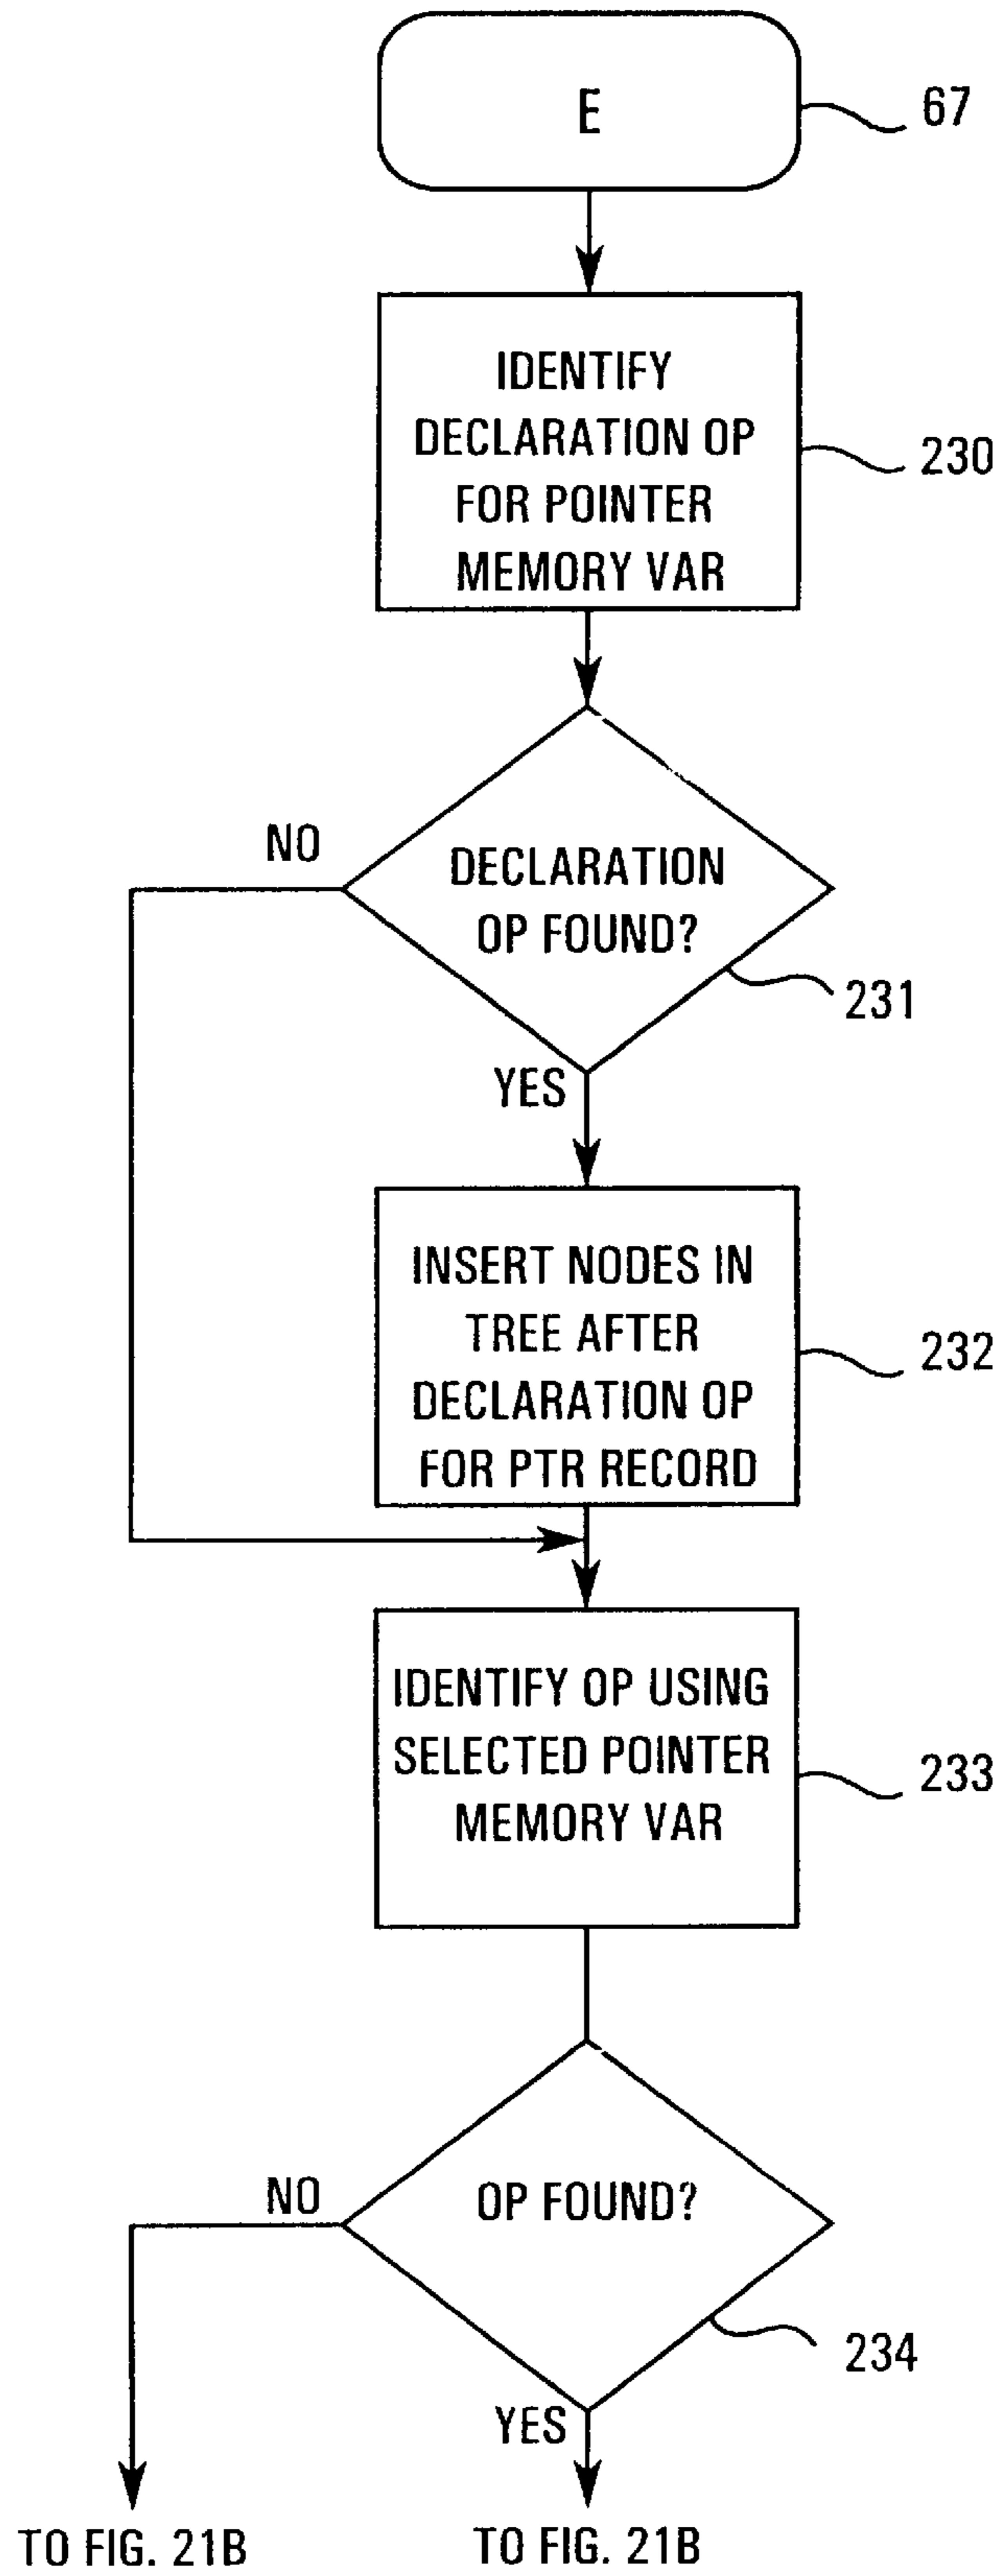 E
67
IDENTIFY
DECLARATION OP
FOR POINTER
MEMORY VAR
230
NO
DECLARATION
OP FOUND?
231
YES
INSERT NODES IN
TREE AFTER
DECLARATION OP
FOR PTR RECORD
232
IDENTIFY OP USING
SELECTED POINTER
MEMORY VAR
233
NO
OP FOUND?
234
YES
TO FIG. 21B
TO FIG. 21B